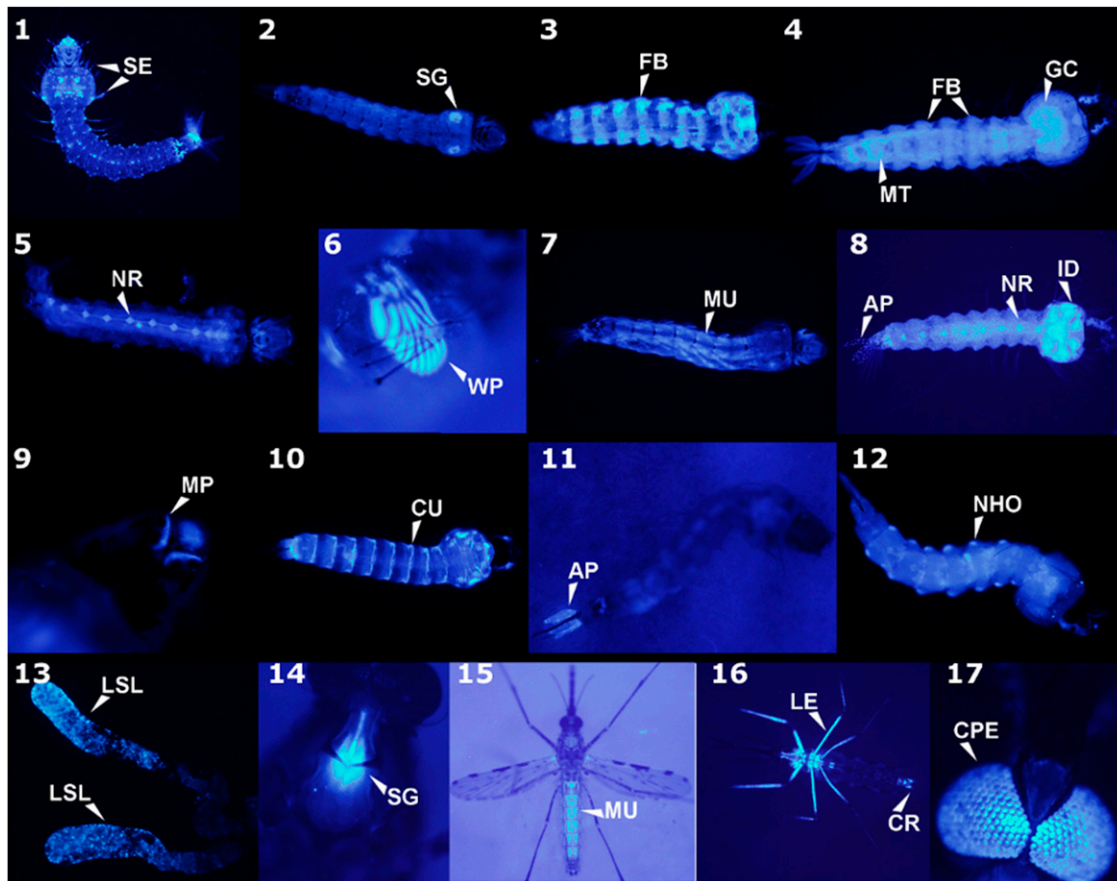 1 SE
2 SG
3 FB
4 FB GC MT
5 NR
6 WP
7 MU
8 AP NR ID
9 MP
10 CU
11 AP
12 NHO
13 LSL LSL
14 SG
15 MU
16 LE CR
17 CPE